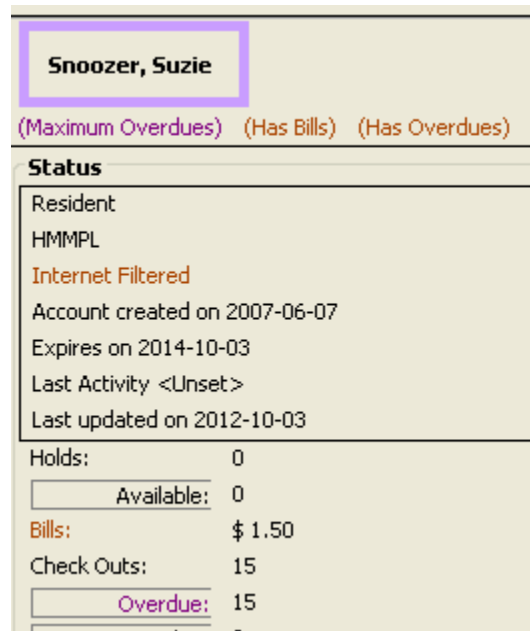 Snoozer, Suzie
(Maximum Overdues) (Has Bills) (Has Overdues)
Status
Resident
HMMPL
Internet Filtered
Account created on 2007-06-07
Expires on 2014-10-03
Last Activity <Unset>
Last updated on 2012-10-03
Holds: 0
Available: 0
Bills: $ 1.50
Check Outs: 15
Overdue: 15